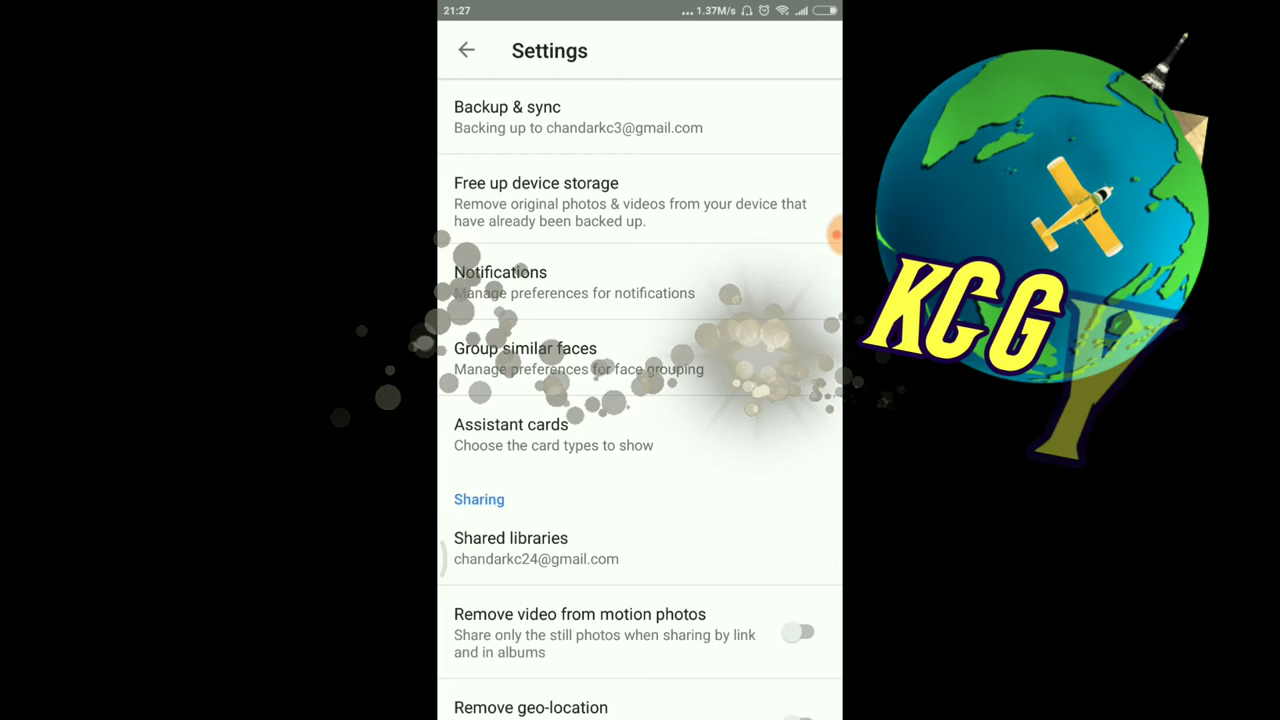 21:27
... 1.37M/s
Settings
Backup & sync
Backing up to chandarkc3@gmail.com
Free up device storage
Remove original photos & videos from your device that
have already been backed up.
Notifications
Manage preferences for notifications
Group similar faces
Manage preferences for face grouping
Assistant cards
Choose the card types to show
Sharing
Shared libraries
chandarkc24@gmail.com
Remove video from motion photos
Share only the still photos when sharing by link
and in albums
Remove geo-location
KCG
Y